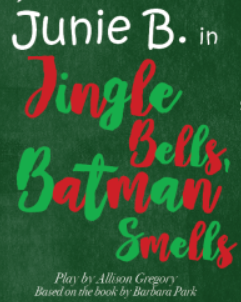 Junie B. in
Jingle
Bells,
Batman
Smells
Play by Allison Gregory
Based on the book by Barbara Park